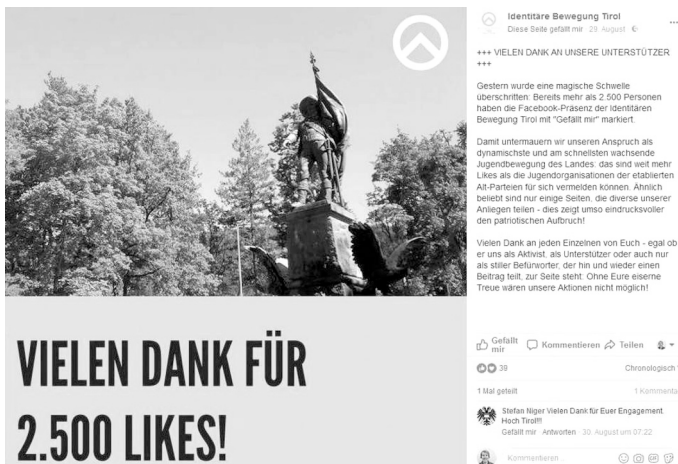 VIELEN DANK FÜR
2.500 LIKES!
Identitäre Bewegung Tirol
Diese Seite gefällt mir · 29. August ·
+++ VIELEN DANK AN UNSERE UNTERSTÜTZER
+++
Gestern wurde eine magische Schwelle
überschritten: Bereits mehr als 2.500 Personen
haben die Facebook-Präsenz der Identitären
Bewegung Tirol mit "Gefällt mir" markiert.
Damit untermauern wir unseren Anspruch als
dynamischste und am schnellsten wachsende
Jugendbewegung des Landes: das sind weit mehr
Likes als die Jugendorganisationen der etablierten
Alt-Parteien für sich vermelden können. Ähnlich
beliebt sind nur einige Seiten, die diverse unserer
Anliegen teilen - dies zeigt umso eindrucksvoller
den patriotischen Aufbruch!
Vielen Dank an jeden Einzelnen von Euch - egal ob
er uns als Aktivist, als Unterstützer oder auch nur
als stiller Befürworter, der hin und wieder einen
Beitrag teilt, zur Seite steht: Ohne Eure eiserne
Treue wären unsere Aktionen nicht möglich!
Gefällt
mir
Kommentieren
Teilen
39
Chronologisch
1 Mal geteilt
1 Kommenta
Stefan Niger Vielen Dank für Euer Engagement.
Hoch Tirol!!!
Gefällt mir · Antworten · 30. August um 07:22
Kommentieren...
GIF